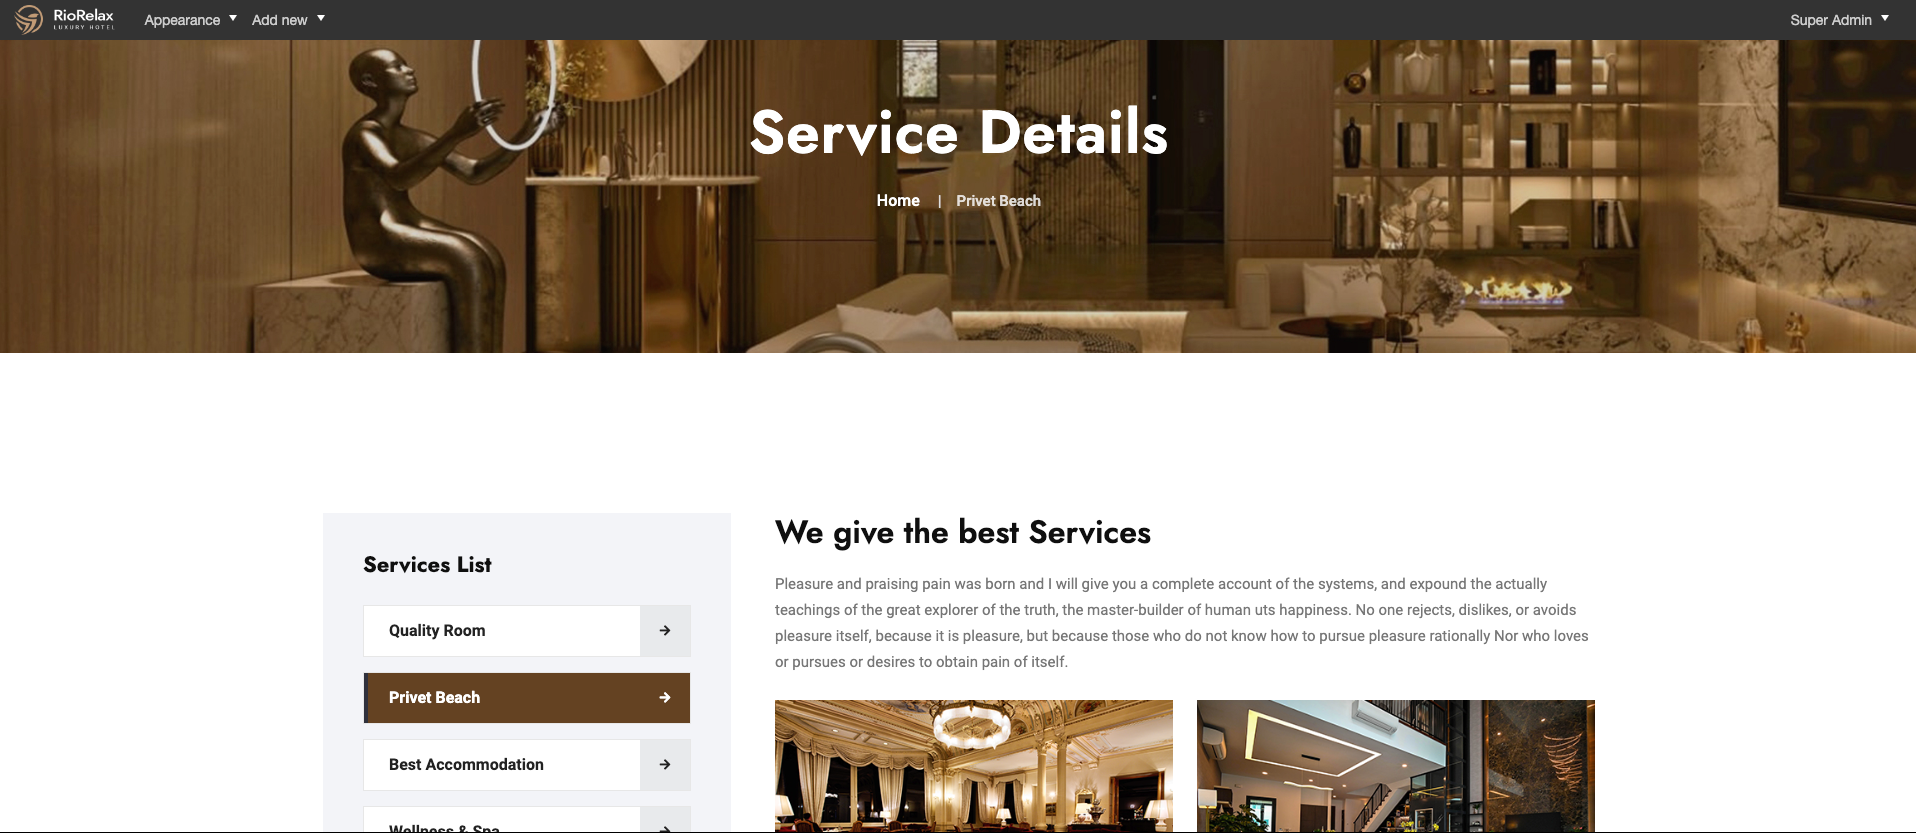 RioRelax
LUXURY HOTEL
Appearance
Add new
Super Admin
Service Details
Home | Privet Beach
Services List
Quality Room
Privet Beach
Best Accommodation
Wellness & Spa
We give the best Services
Pleasure and praising pain was born and I will give you a complete account of the systems, and expound the actually
teachings of the great explorer of the truth, the master-builder of human uts happiness. No one rejects, dislikes, or avoids
pleasure itself, because it is pleasure, but because those who do not know how to pursue pleasure rationally Nor who loves
or pursues or desires to obtain pain of itself.